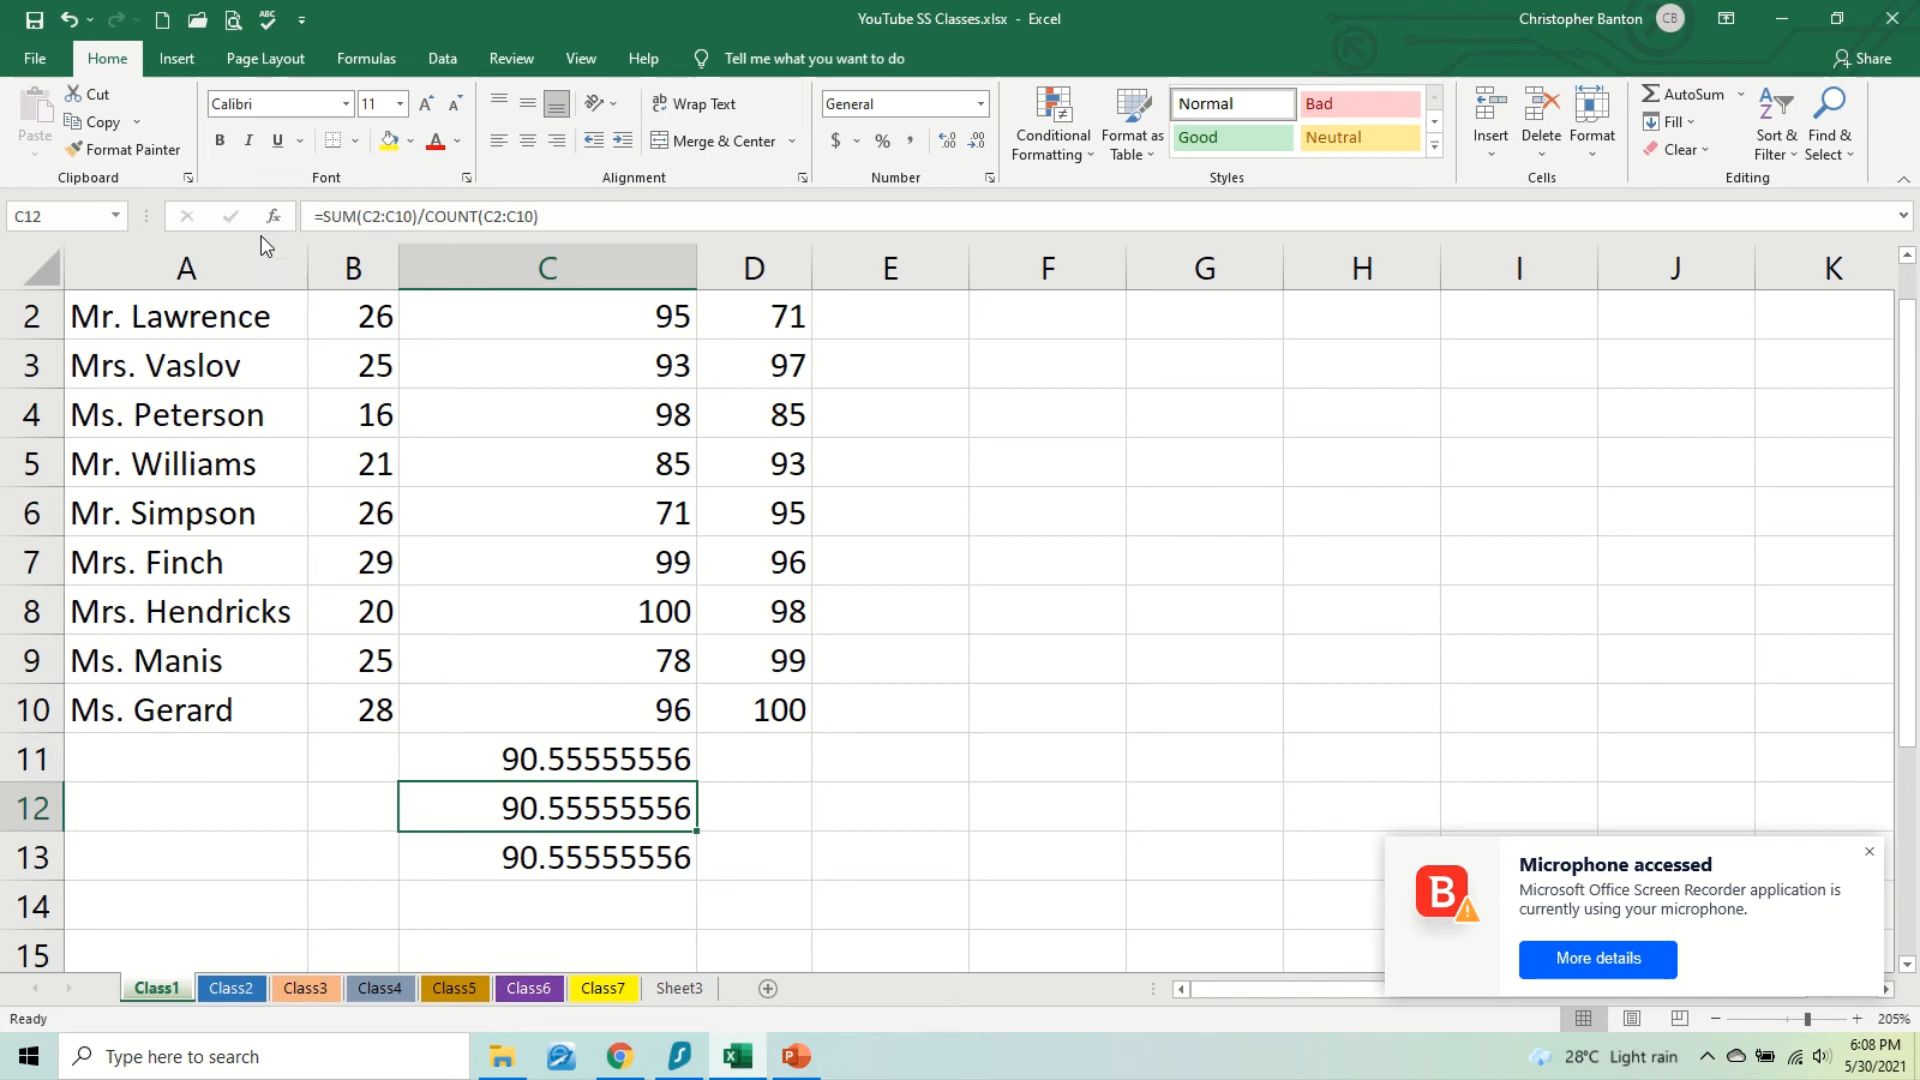 YouTube SS Classes.xlsx - Excel
Christopher Banton
CB
File Home Insert Page Layout Formulas Data Review View Help Tell me what you want to do
Share
Paste
Cut
Copy
Format Painter
Clipboard
Calibri 11
B I U
Font
Wrap Text
Merge & Center
Alignment
General
$ % ,
Number
Conditional Formatting
Format as Table
Normal Bad
Good Neutral
Styles
Insert Delete Format
Cells
AutoSum
Fill
Clear
Sort & Filter
Find & Select
Editing
C12 fx =SUM(C2:C10)/COUNT(C2:C10)
A B C D E F G H I J K
2 Mr. Lawrence 26 95 71
3 Mrs. Vaslov 25 93 97
4 Ms. Peterson 16 98 85
5 Mr. Williams 21 85 93
6 Mr. Simpson 26 71 95
7 Mrs. Finch 29 99 96
8 Mrs. Hendricks 20 100 98
9 Ms. Manis 25 78 99
10 Ms. Gerard 28 96 100
11 90.55555556
12 90.55555556
13 90.55555556
14
15
B
Microphone accessed
Microsoft Office Screen Recorder application is
currently using your microphone.
More details
Class1 Class2 Class3 Class4 Class5 Class6 Class7 Sheet3
Ready
205%
Type here to search
28°C Light rain
6:08 PM
5/30/2021